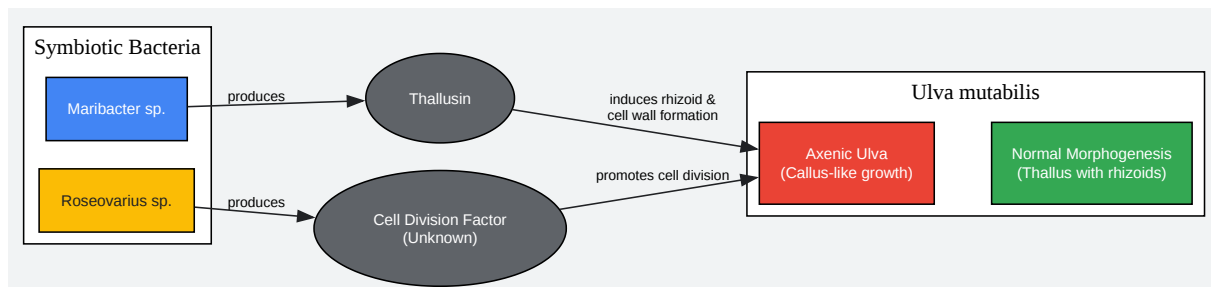 Symbiotic Bacteria
Maribacter sp.
Roseovarius sp.
produces
produces
Thallusin
Cell Division Factor
(Unknown)
induces rhizoid &
cell wall formation
promotes cell division
Ulva mutabilis
Axenic Ulva
(Callus-like growth)
Normal Morphogenesis
(Thallus with rhizoids)